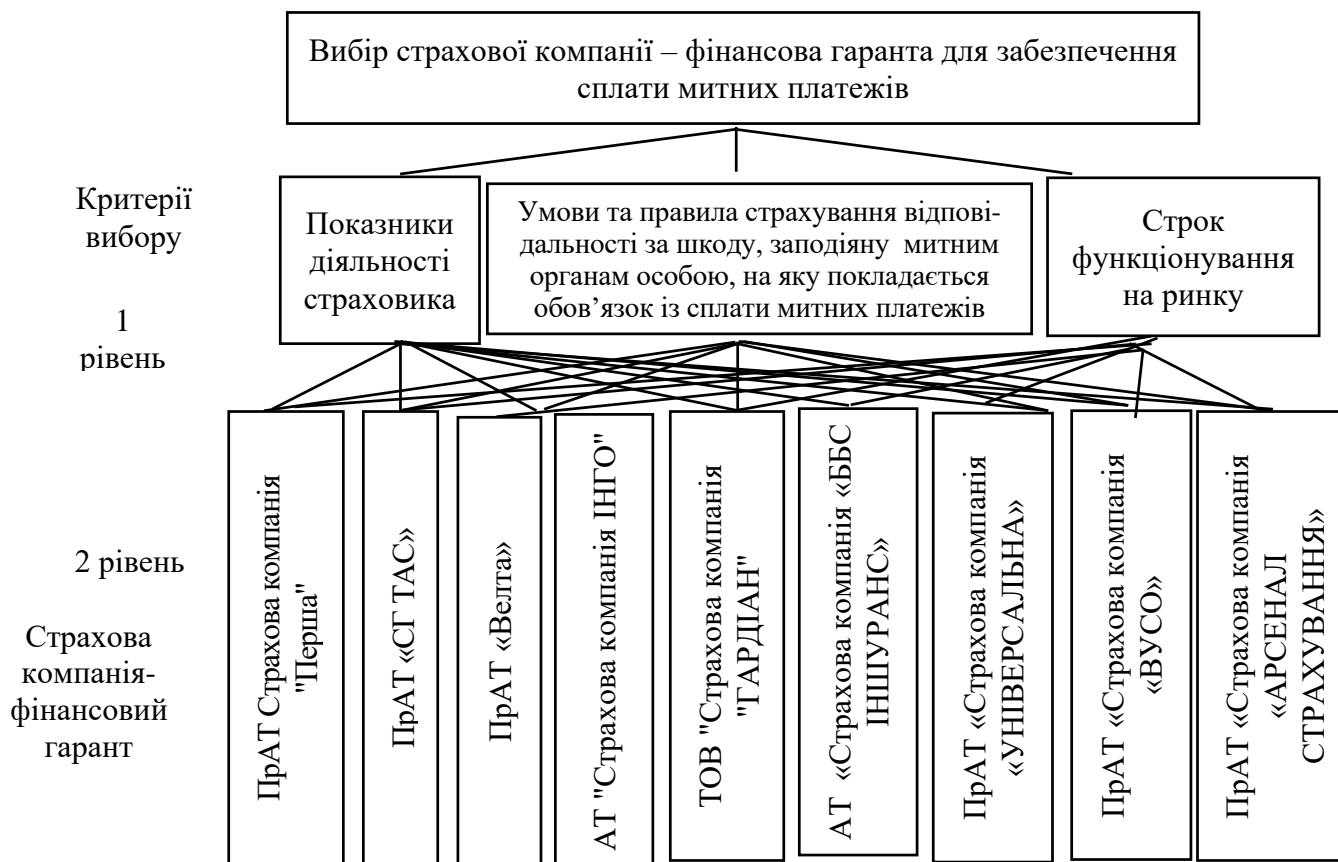 Вибір страхової компанії – фінансова гаранта для забезпечення
сплати митних платежів
Критерії
вибору
1
рівень
Показники
діяльності
страховика
Умови та правила страхування відпові-
дальності за шкоду, заподіяну митним
органам особою, на яку покладається
обов’язок із сплати митних платежів
Строк
функціонування
на ринку
2 рівень
Страхова
компанія-
фінансовий
гарант
ПрАТ Страхова компанія
"Перша"
ПрАТ «СГ ТАС»
ПрАТ «Велта»
АТ "Страхова компанія ІНГО"
ТОВ "Страхова компанія
"ГАРДІАН"
АТ «Страхова компанія «ББС
ІНШУРАНС»
ПрАТ «Страхова компанія
«УНІВЕРСАЛЬНА»
ПрАТ «Страхова компанія
«ВУСО»
ПрАТ «Страхова компанія
«АРСЕНАЛ
СТРАХУВАННЯ»